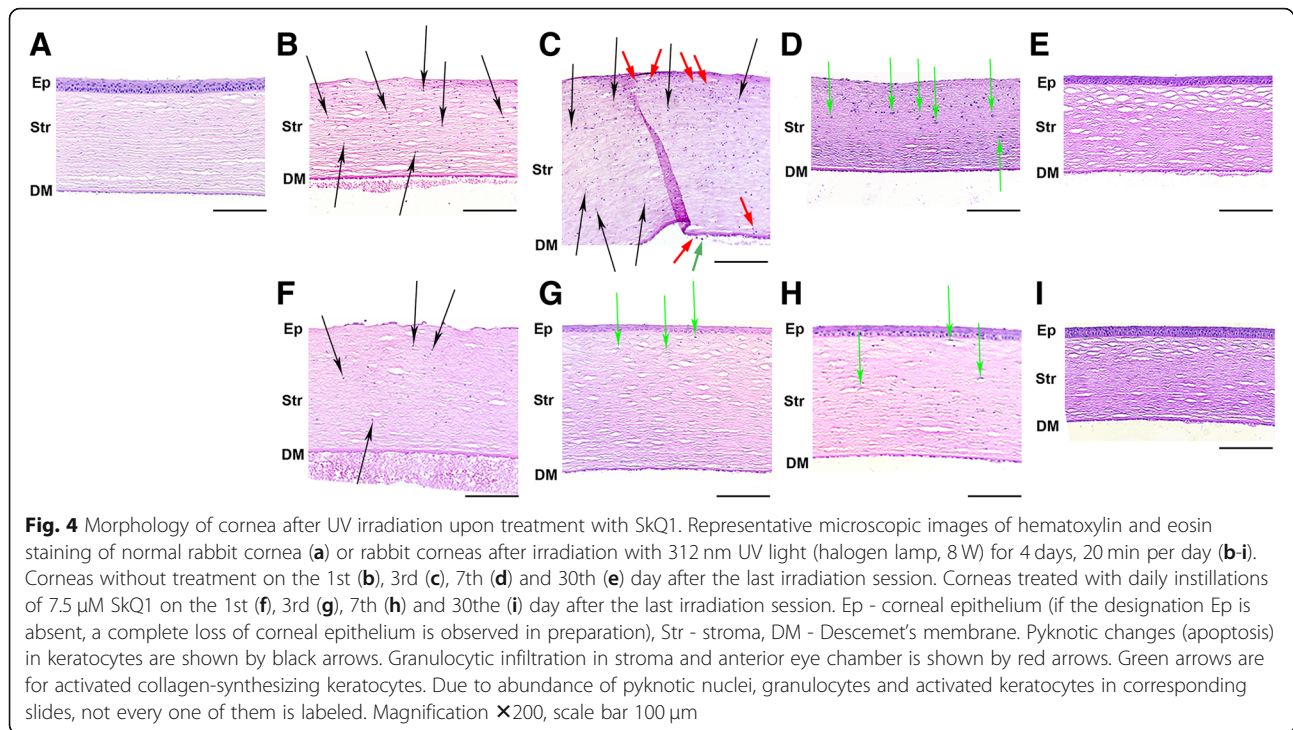 A
B
C
D
E
Ep
Str
DM
Str
DM
Str
DM
Str
DM
Ep
Str
DM
F
G
H
I
Ep
Str
DM
Ep
Str
DM
Ep
Str
DM
Ep
Str
DM
Fig. 4 Morphology of cornea after UV irradiation upon treatment with SkQ1. Representative microscopic images of hematoxylin and eosin
staining of normal rabbit cornea (a) or rabbit corneas after irradiation with 312 nm UV light (halogen lamp, 8 W) for 4 days, 20 min per day (b-i).
Corneas without treatment on the 1st (b), 3rd (c), 7th (d) and 30th (e) day after the last irradiation session. Corneas treated with daily instillations
of 7.5 μM SkQ1 on the 1st (f), 3rd (g), 7th (h) and 30the (i) day after the last irradiation session. Ep - corneal epithelium (if the designation Ep is
absent, a complete loss of corneal epithelium is observed in preparation), Str - stroma, DM - Descemet's membrane. Pyknotic changes (apoptosis)
in keratocytes are shown by black arrows. Granulocytic infiltration in stroma and anterior eye chamber is shown by red arrows. Green arrows are
for activated collagen-synthesizing keratocytes. Due to abundance of pyknotic nuclei, granulocytes and activated keratocytes in corresponding
slides, not every one of them is labeled. Magnification ×200, scale bar 100 μm